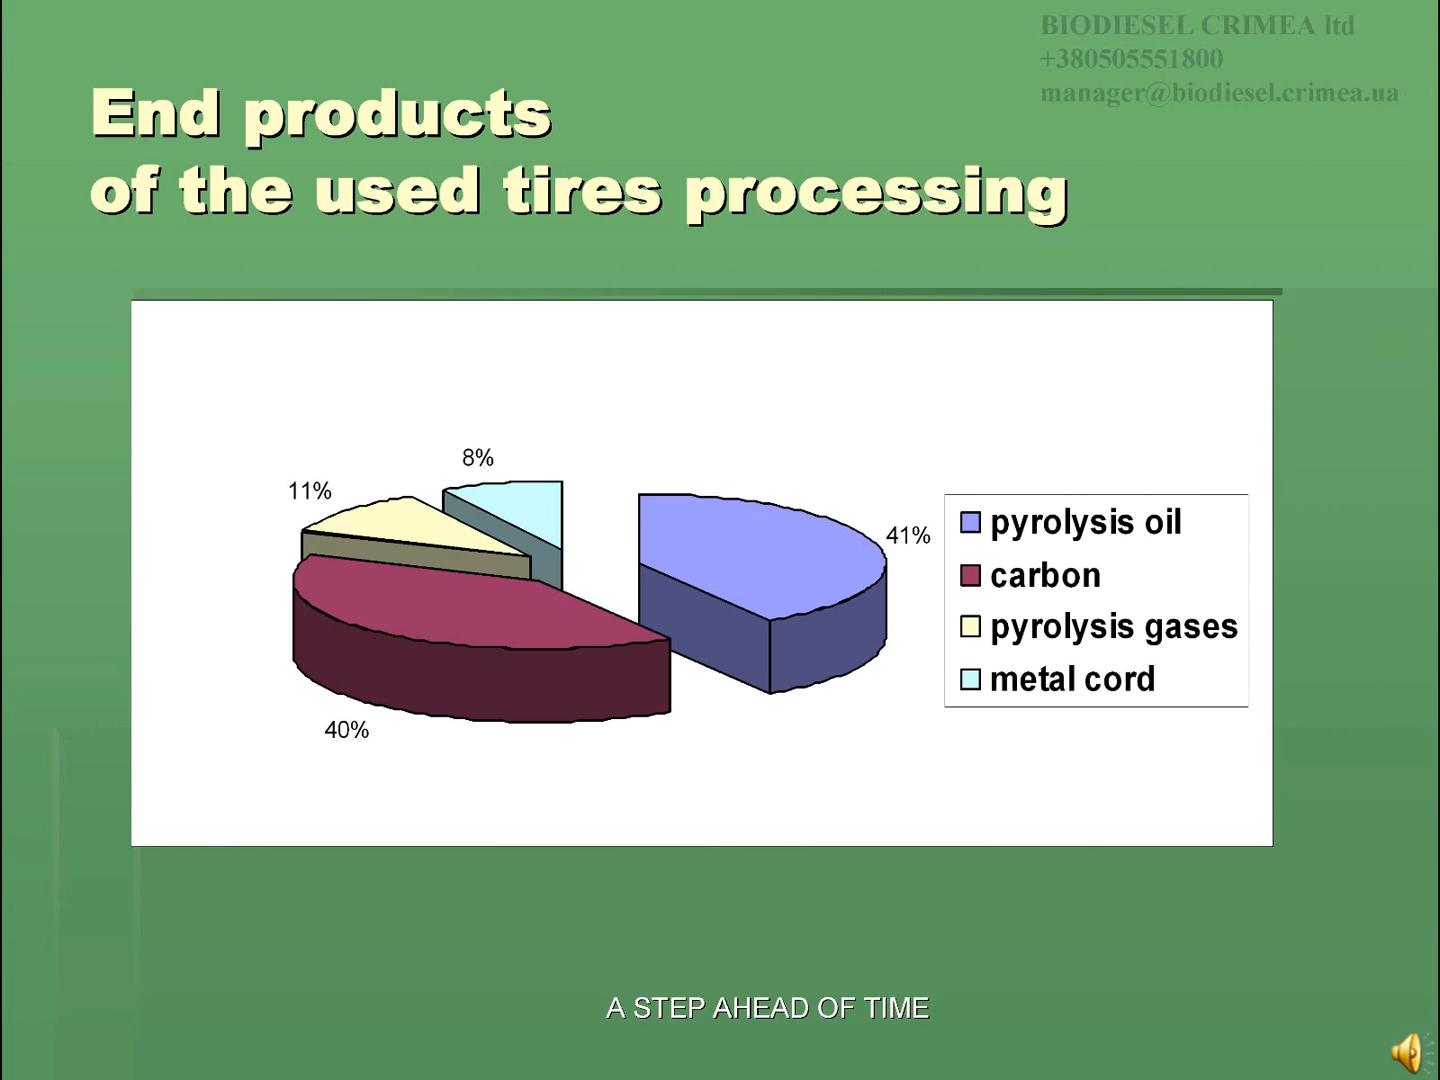 BIODIESEL CRIMEA ltd
+380505551800
manager@biodiesel.crimea.ua
End products
of the used tires processing
8%
11%
41%
40%
pyrolysis oil
carbon
pyrolysis gases
metal cord
A STEP AHEAD OF TIME